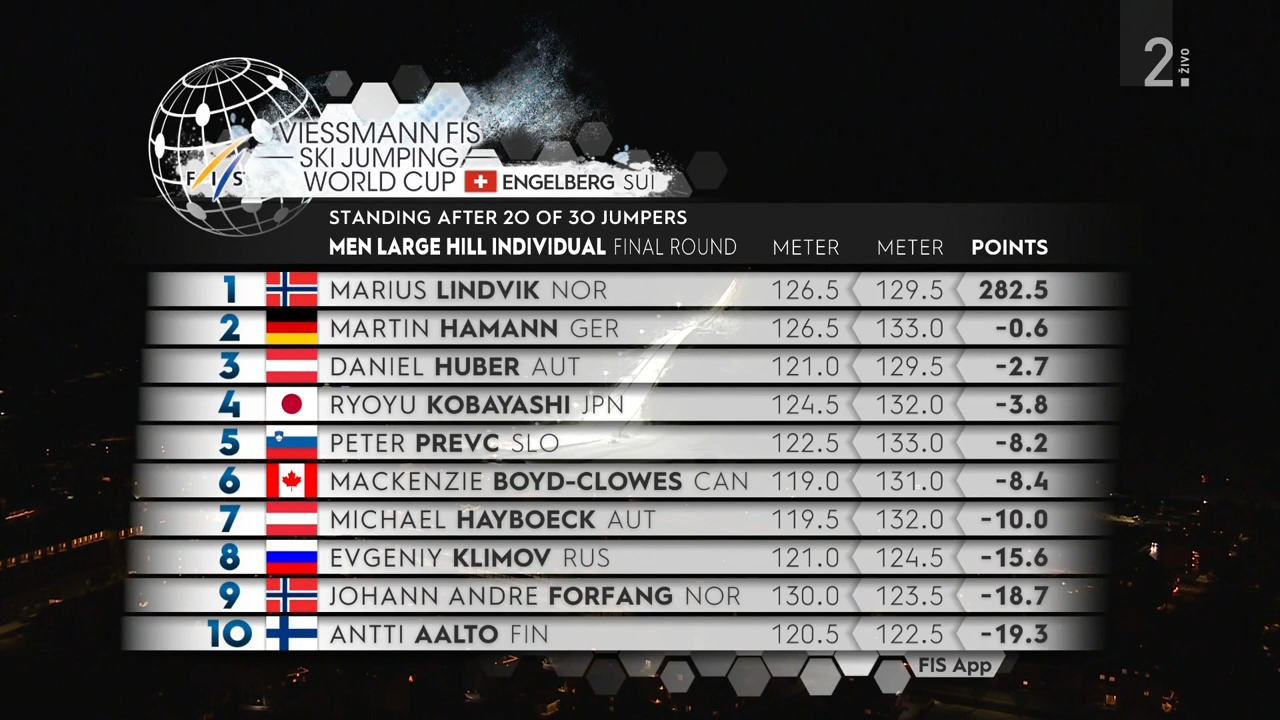 2. ŽIVO
VIESSMANN FIS
SKI JUMPING
WORLD CUP ENGELBERG SUI
FIS
STANDING AFTER 20 OF 30 JUMPERS
MEN LARGE HILL INDIVIDUAL FINAL ROUND METER METER POINTS
1 MARIUS LINDVIK NOR 126.5 129.5 282.5
2 MARTIN HAMANN GER 126.5 133.0 -0.6
3 DANIEL HUBER AUT 121.0 129.5 -2.7
4 RYOYU KOBAYASHI JPN 124.5 132.0 -3.8
5 PETER PREVC SLO 122.5 133.0 -8.2
6 MACKENZIE BOYD-CLOWES CAN 119.0 131.0 -8.4
7 MICHAEL HAYBOECK AUT 119.5 132.0 -10.0
8 EVGENIY KLIMOV RUS 121.0 124.5 -15.6
9 JOHANN ANDRE FORFANG NOR 130.0 123.5 -18.7
10 ANTTI AALTO FIN 120.5 122.5 -19.3
FIS App